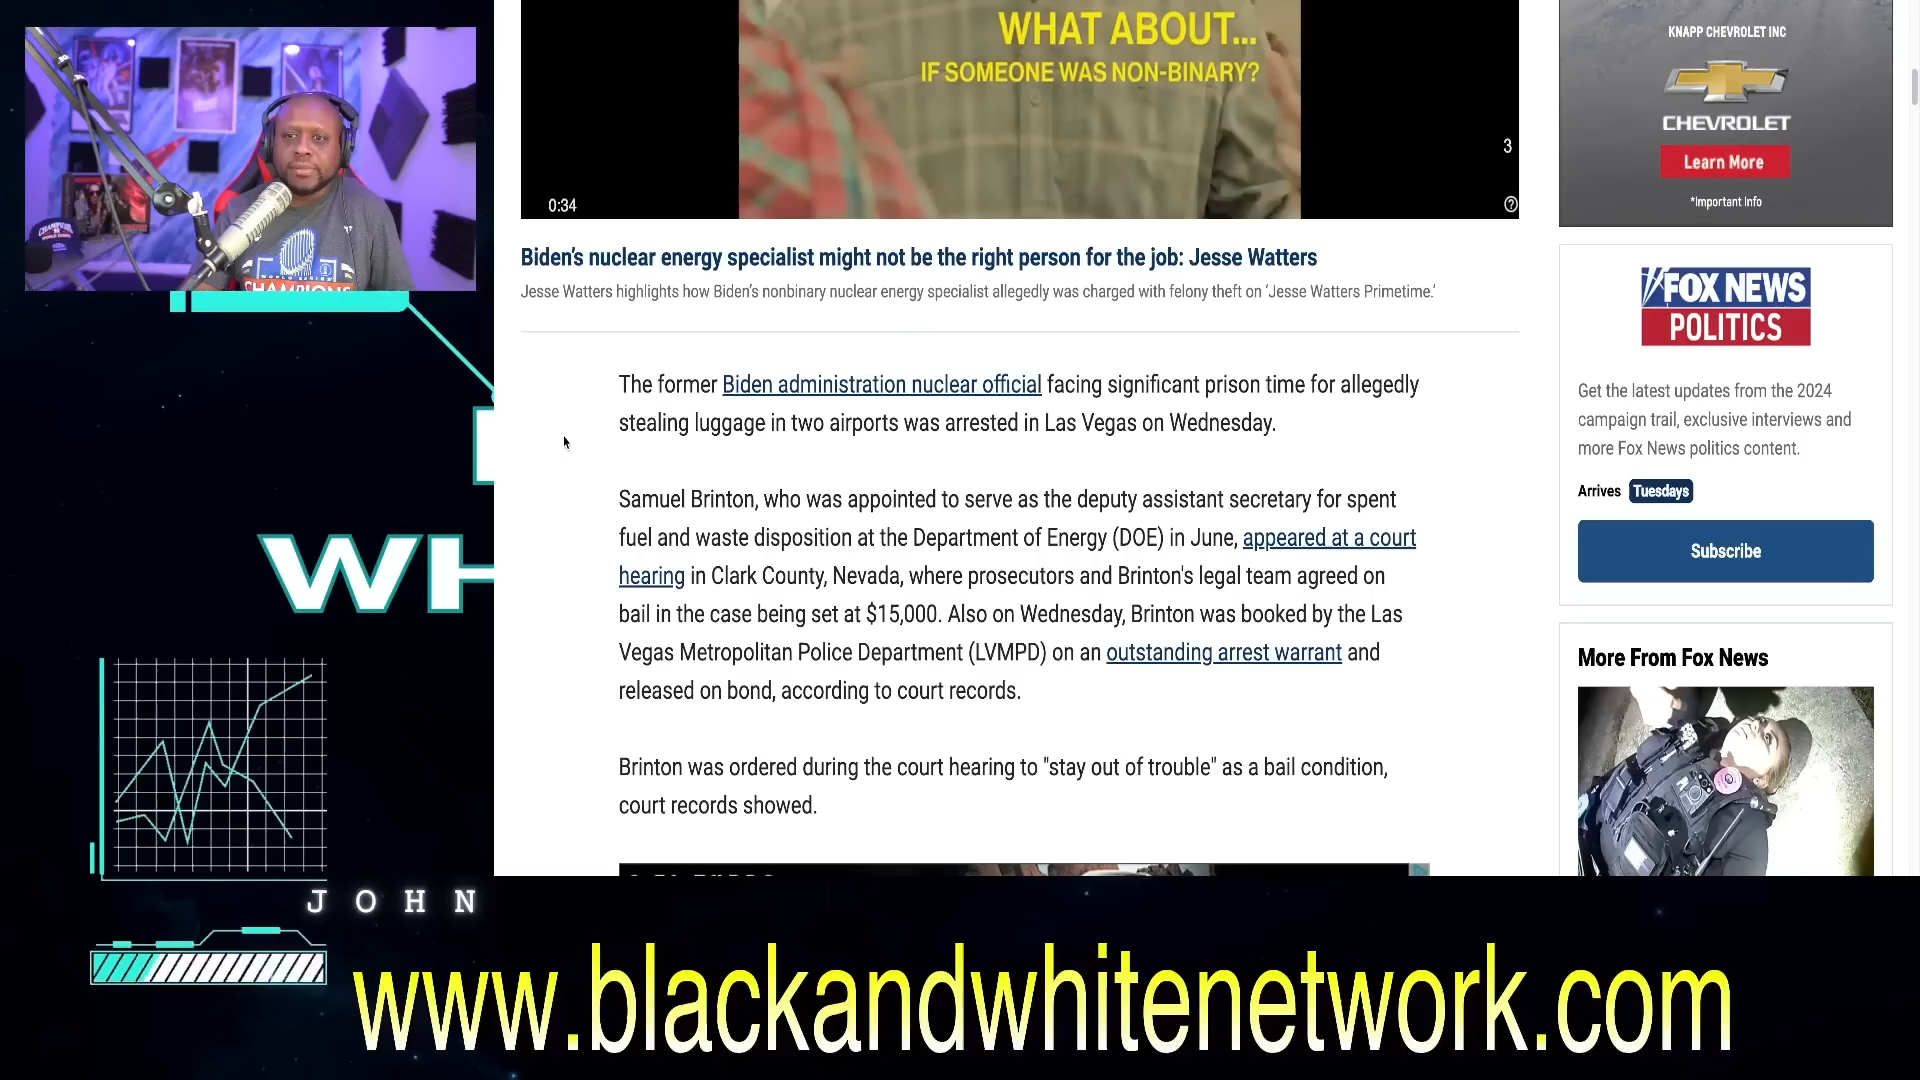 WHAT ABOUT...
IF SOMEONE WAS NON-BINARY?
3
0:34
CHAMPIONS
Biden's nuclear energy specialist might not be the right person for the job: Jesse Watters
Jesse Watters highlights how Biden's nonbinary nuclear energy specialist allegedly was charged with felony theft on ‘Jesse Watters Primetime.’
The former Biden administration nuclear official facing significant prison time for allegedly
stealing luggage in two airports was arrested in Las Vegas on Wednesday.
Samuel Brinton, who was appointed to serve as the deputy assistant secretary for spent
fuel and waste disposition at the Department of Energy (DOE) in June, appeared at a court
hearing in Clark County, Nevada, where prosecutors and Brinton's legal team agreed on
bail in the case being set at $15,000. Also on Wednesday, Brinton was booked by the Las
Vegas Metropolitan Police Department (LVMPD) on an outstanding arrest warrant and
released on bond, according to court records.
Brinton was ordered during the court hearing to "stay out of trouble" as a bail condition,
court records showed.
KNAPP CHEVROLET INC
CHEVROLET
Learn More
*Important Info
FOX NEWS
POLITICS
Get the latest updates from the 2024
campaign trail, exclusive interviews and
more Fox News politics content.
Arrives Tuesdays
Subscribe
More From Fox News
WH
JOHN
www.blackandwhitenetwork.com